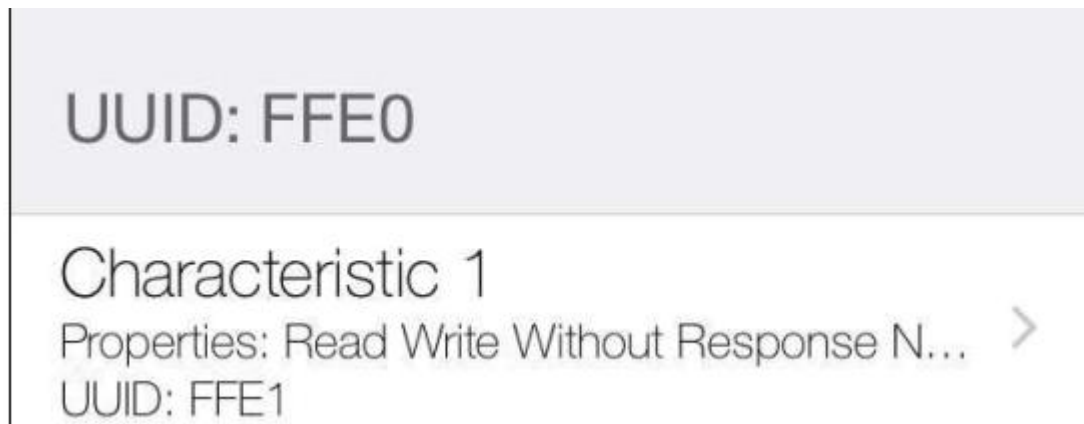 UUID: FFE0
Characteristic 1
Properties: Read Write Without Response N...
UUID: FFE1